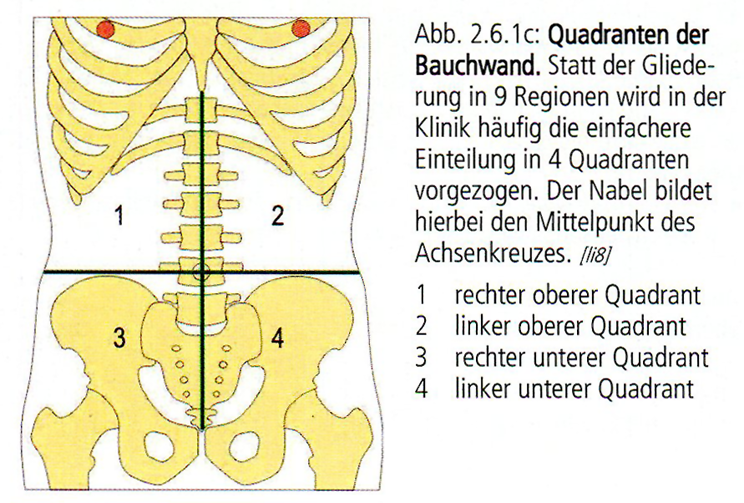 Abb. 2.6.1c: Quadranten der
Bauchwand. Statt der Gliede-
rung in 9 Regionen wird in der
Klinik häufig die einfachere
Einteilung in 4 Quadranten
vorgezogen. Der Nabel bildet
hierbei den Mittelpunkt des
Achsenkreuzes. [li8]
1 rechter oberer Quadrant
2 linker oberer Quadrant
3 rechter unterer Quadrant
4 linker unterer Quadrant
1 2
3 4